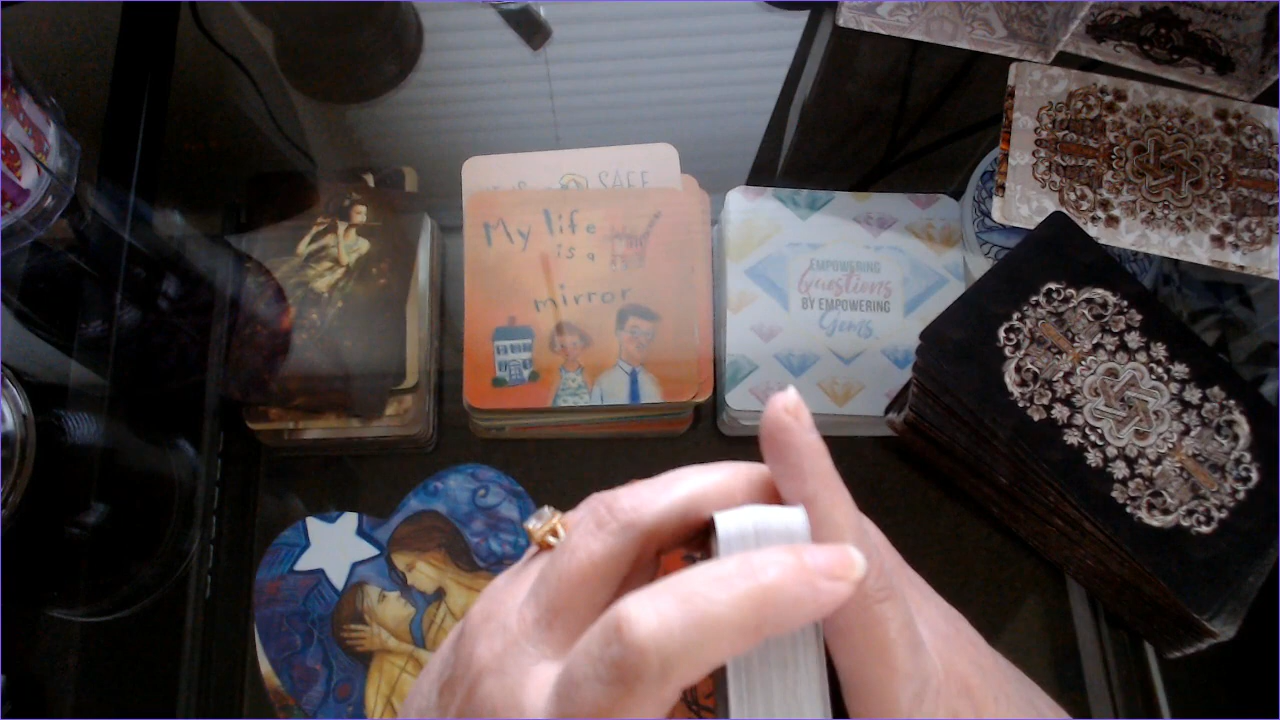 SAFE
My life
is a
mirror
EMPOWERING
Questions
BY EMPOWERING
Gems